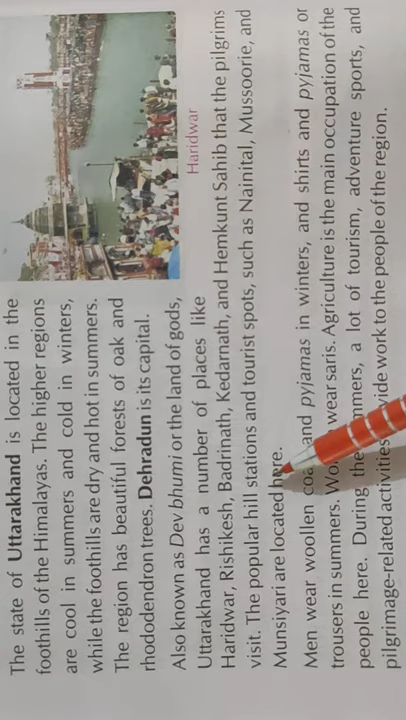 The state of Uttarakhand is located in the
foothills of the Himalayas. The higher regions
are cool in summers and cold in winters,
while the foothills are dry and hot in summers.
The region has beautiful forests of oak and
rhododendron trees. Dehradun is its capital.
Haridwar
Also known as Dev bhumi or the land of gods,
Uttarakhand has a number of places like
Haridwar, Rishikesh, Badrinath, Kedarnath, and Hemkunt Sahib that the pilgrims
visit. The popular hill stations and tourist spots, such as Nainital, Mussoorie, and
Munsiyari are located here.
Men wear woollen and pyjamas in winters, and shirts and pyjamas or
trousers in summers. wear saris. Agriculture is the main occupation of the
people here. During the a lot of tourism, adventure sports, and
pilgrimage-related activities work to the people of the region.